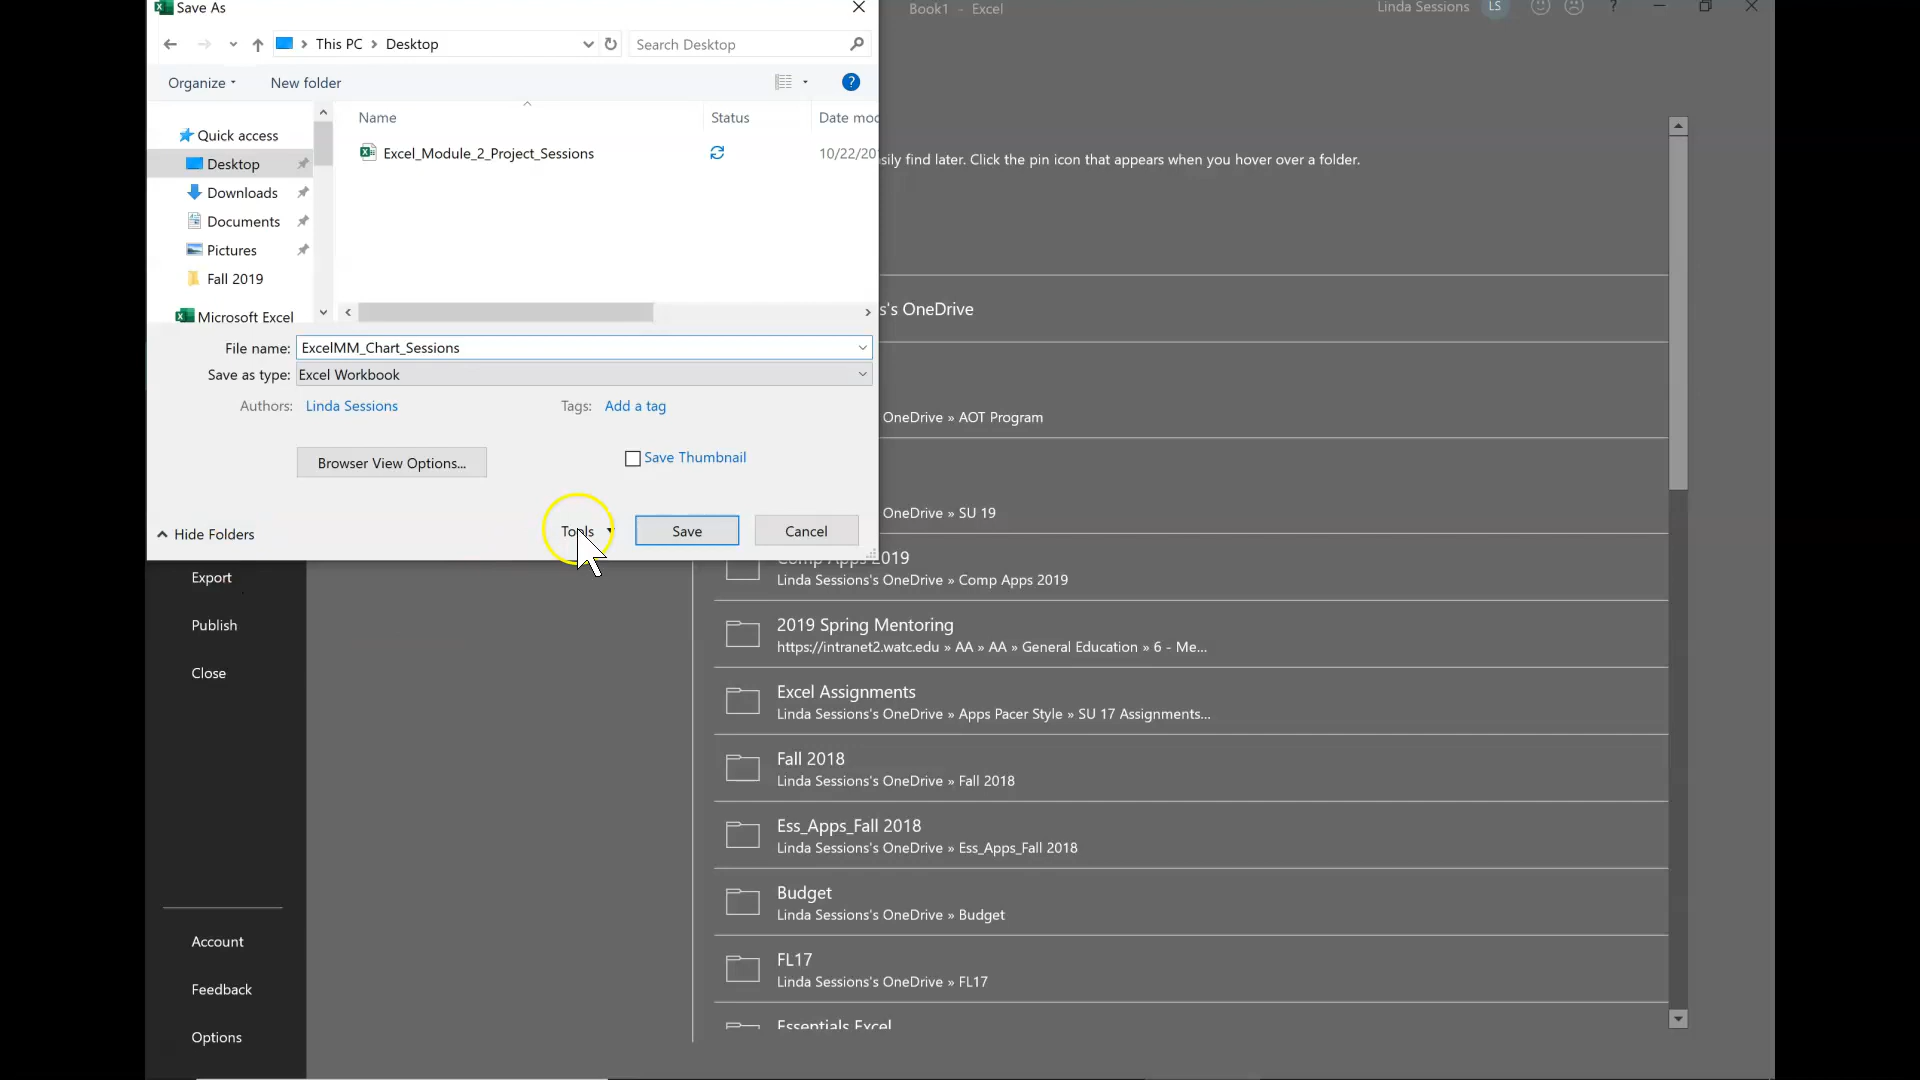 Save As
Book1 - Excel
Linda Sessions LS
?
This PC > Desktop
Search Desktop
Organize
New folder
?
Name
Status
Date mod
Quick access
Excel_Module_2_Project_Sessions
10/22/20
sily find later. Click the pin icon that appears when you hover over a folder.
Desktop
Downloads
Documents
Pictures
Fall 2019
Microsoft Excel
s's OneDrive
File name: ExcelMM_Chart_Sessions
Save as type: Excel Workbook
Authors: Linda Sessions
Tags: Add a tag
OneDrive » AOT Program
Browser View Options...
Save Thumbnail
OneDrive » SU 19
Hide Folders
Tools
Save
Cancel
Comp Apps 2019
Linda Sessions's OneDrive » Comp Apps 2019
Export
2019 Spring Mentoring
https://intranet2.watc.edu » AA » AA » General Education » 6 - Me...
Publish
Close
Excel Assignments
Linda Sessions's OneDrive » Apps Pacer Style » SU 17 Assignments...
Fall 2018
Linda Sessions's OneDrive » Fall 2018
Ess_Apps_Fall 2018
Linda Sessions's OneDrive » Ess_Apps_Fall 2018
Budget
Linda Sessions's OneDrive » Budget
FL17
Linda Sessions's OneDrive » FL17
Essentials Excel
Account
Feedback
Options